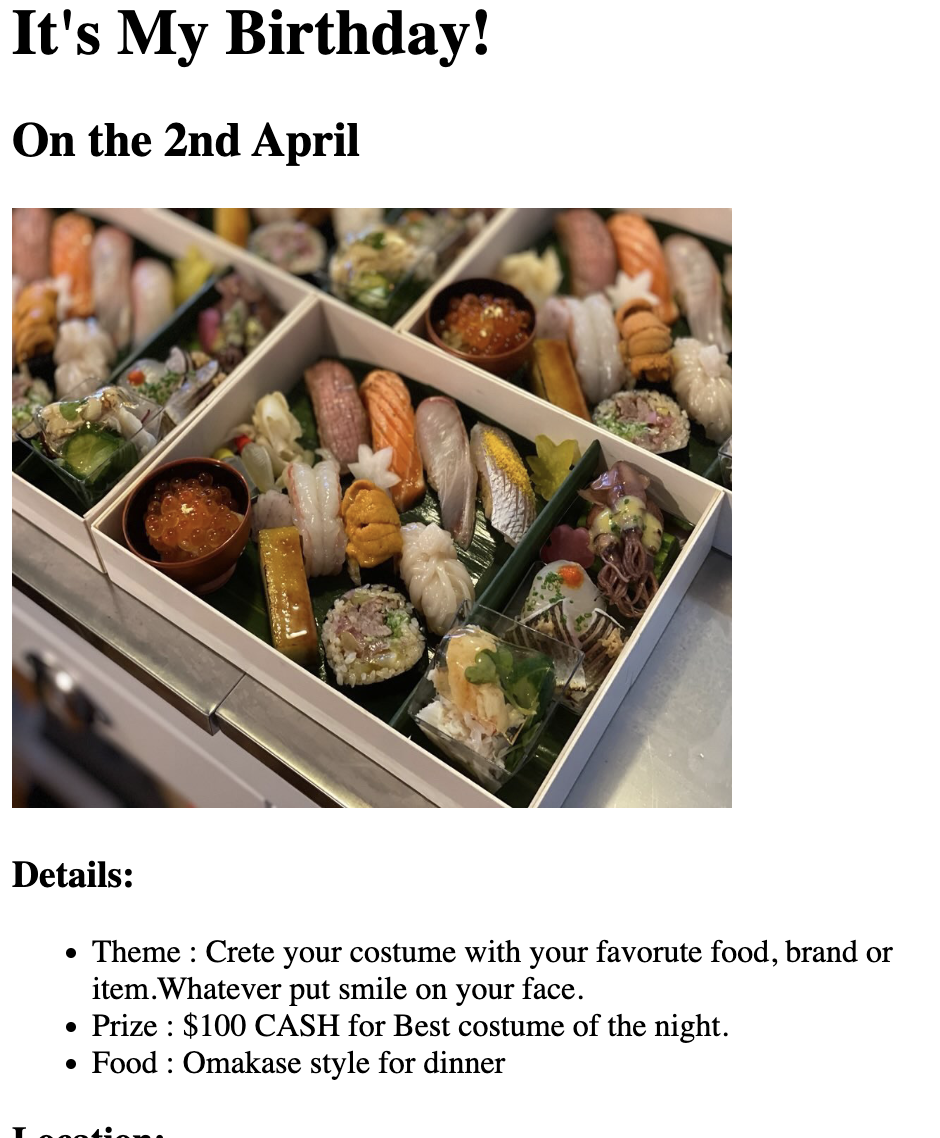 It's My Birthday!
On the 2nd April
Details:
Theme : Crete your costume with your favorute food, brand or
item.Whatever put smile on your face.
Prize : $100 CASH for Best costume of the night.
Food : Omakase style for dinner
Location: